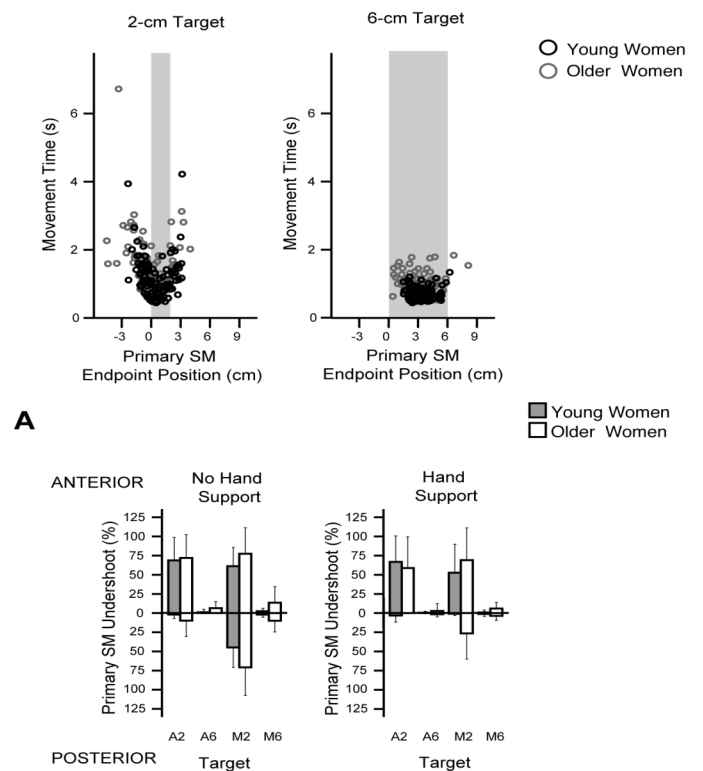 2-cm Target
6-cm Target
Young Women
Older Women
Movement Time (s)
6
4
2
0
-3 0 3 6 9
Primary SM
Endpoint Position (cm)
Movement Time (s)
6
4
2
0
-3 0 3 6 9
Primary SM
Endpoint Position (cm)
A
Young Women
Older Women
ANTERIOR
No Hand
Support
Hand
Support
Primary SM Undershoot (%)
125
100
75
50
25
0
25
50
75
100
125
A2 A6 M2 M6
Primary SM Undershoot (%)
125
100
75
50
25
0
25
50
75
100
125
A2 A6 M2 M6
POSTERIOR
Target
Target